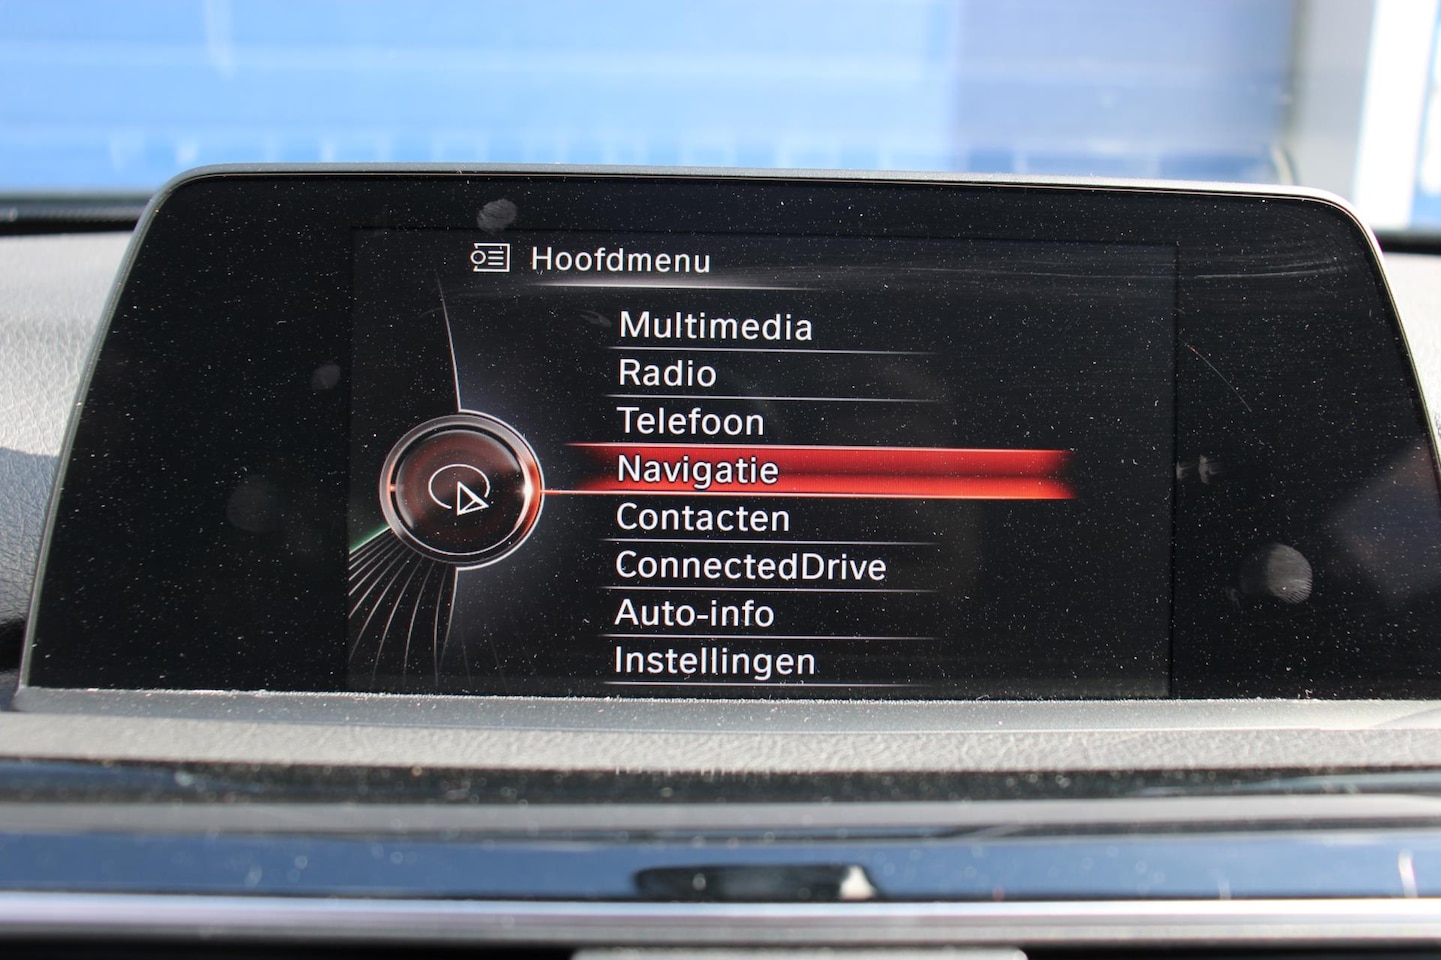 Hoofdmenu
Multimedia
Radio
Telefoon
Navigatie
Contacten
ConnectedDrive
Auto-info
Instellingen